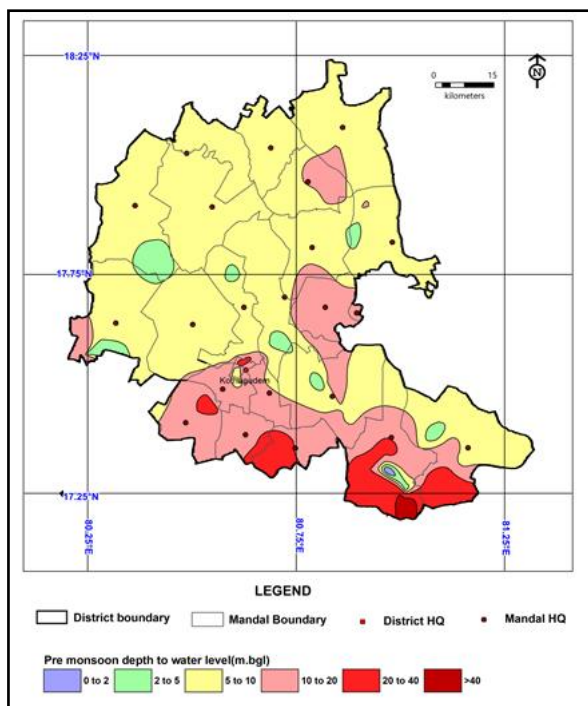 18.25°N
0 15
kilometers
N
17.75°N
Kothagudem
17.25°N
80.25°E
80.75°E
81.25°E
LEGEND
District boundary Mandal Boundary District HQ Mandal HQ
Pre monsoon depth to water level(m.bgl)
0 to 2 2 to 5 5 to 10 10 to 20 20 to 40 >40